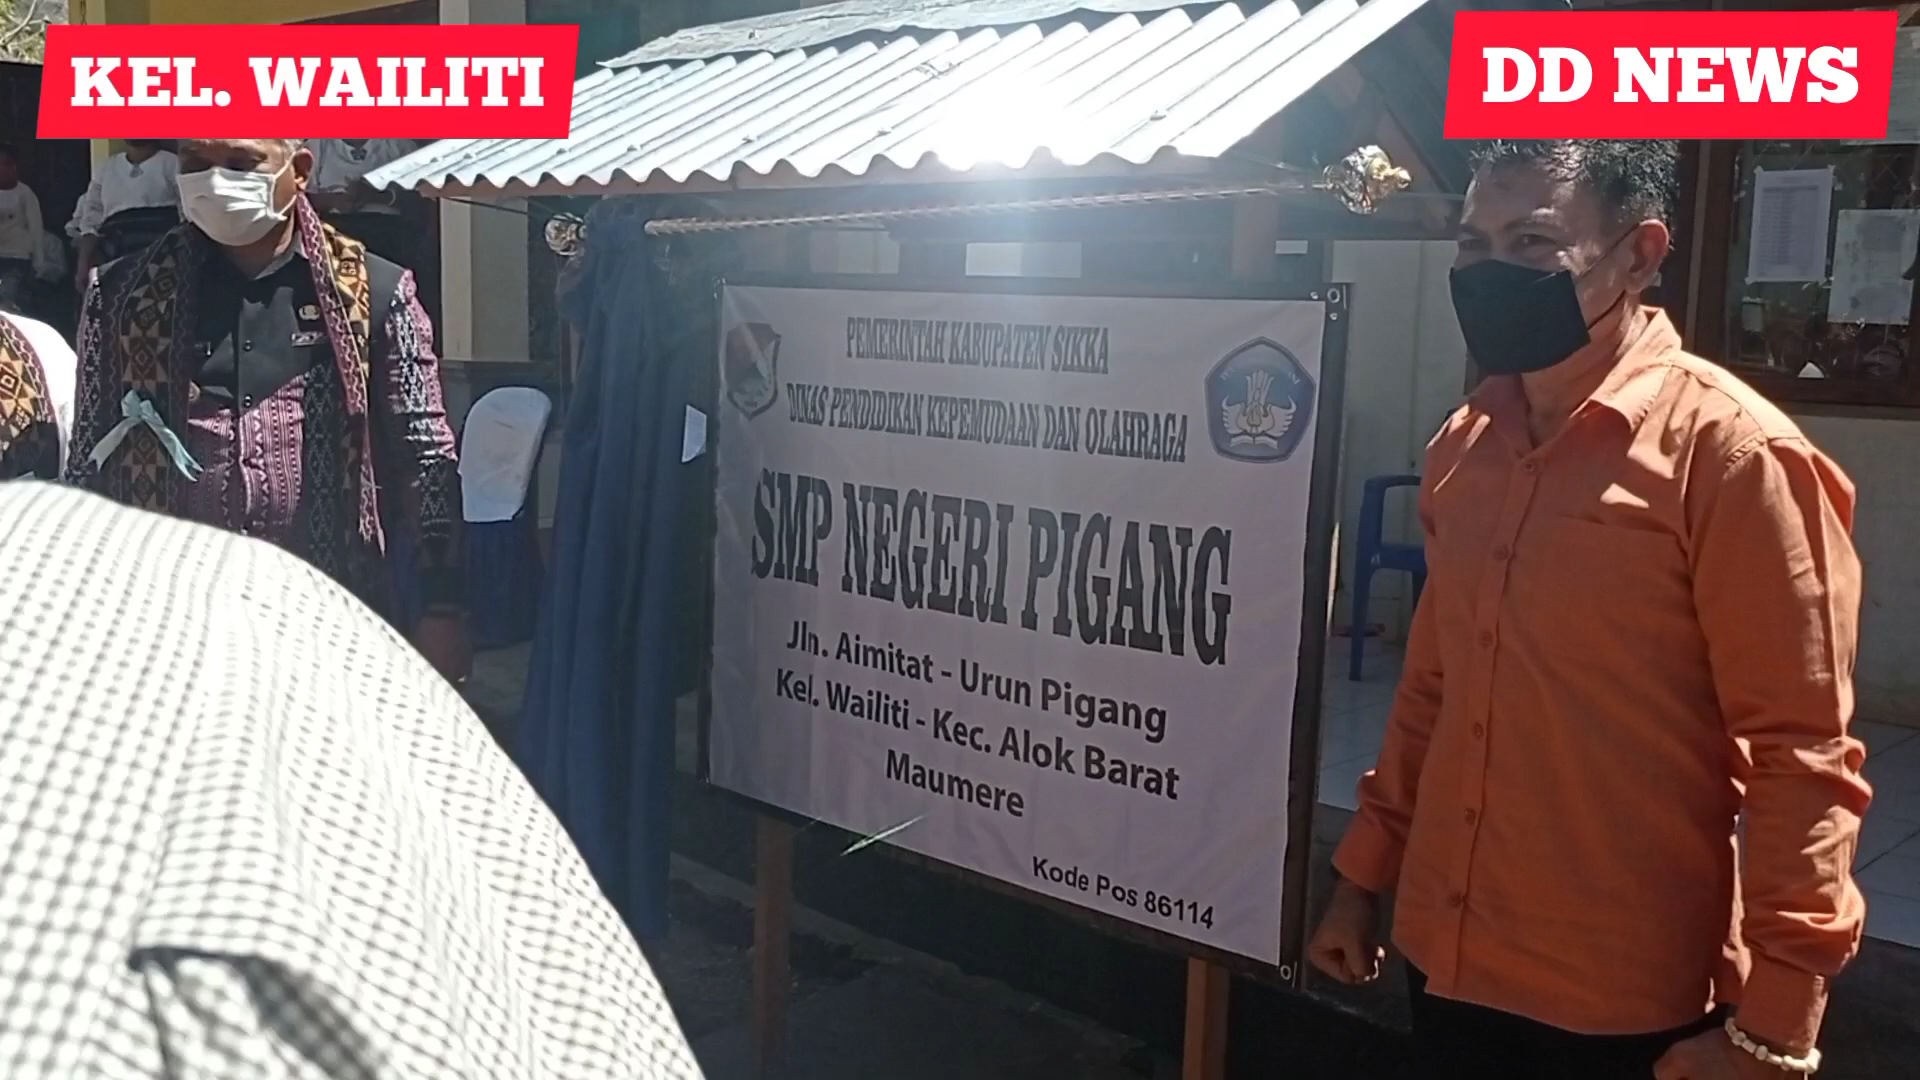 KEL. WAILITI
DD NEWS
PEMERINTAH KABUPATEN SIKKA
DINAS PENDIDIKAN KEPEMUDAAN DAN OLAHRAGA
SMP NEGERI PIGANG
Jln. Aimitat - Urun Pigang
Kel. Wailiti - Kec. Alok Barat
Maumere
Kode Pos 86114